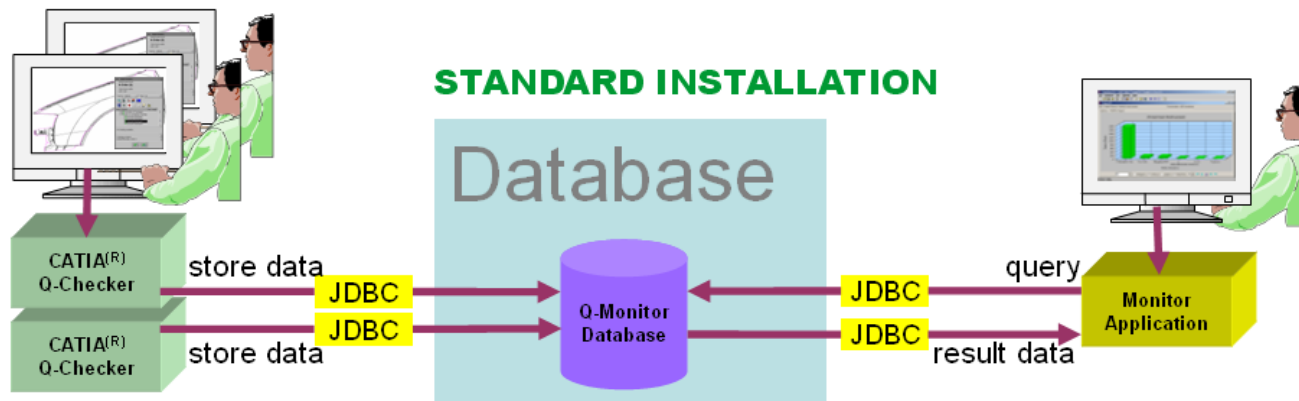 STANDARD INSTALLATION
Database
CATIA(R)
Q-Checker
store data
JDBC
JDBC
store data
CATIA(R)
Q-Checker
Q-Monitor
Database
query
JDBC
JDBC
result data
Monitor
Application